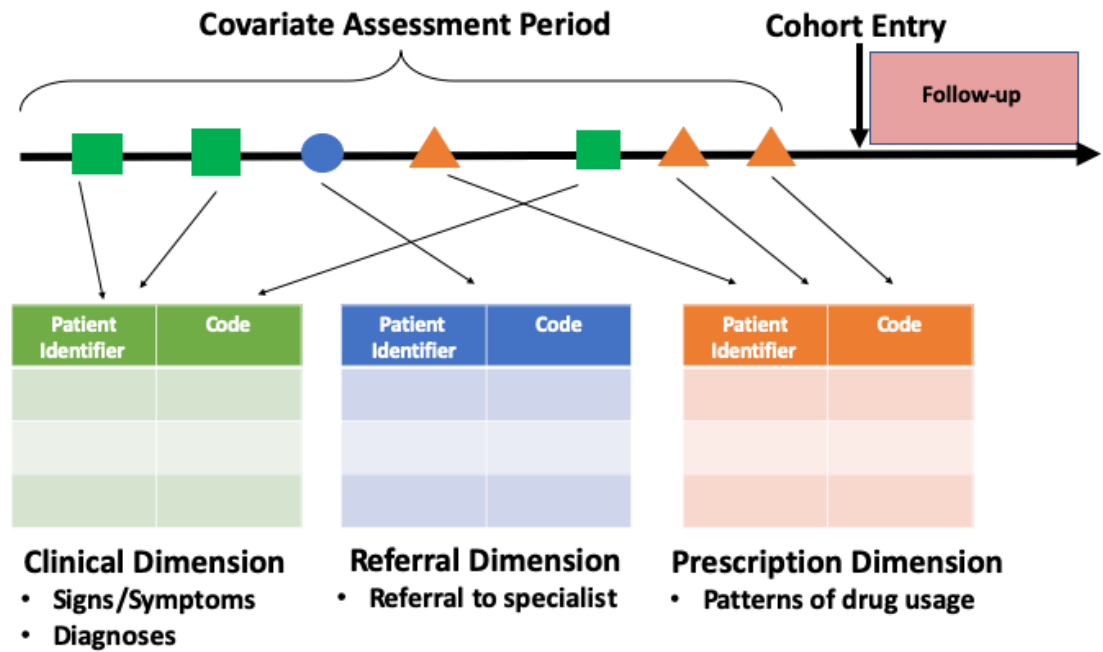 Covariate Assessment Period
Cohort Entry
Follow-up
Patient
Identifier
Code
Patient
Identifier
Code
Patient
Identifier
Code
Clinical Dimension
• Signs/Symptoms
• Diagnoses
Referral Dimension
• Referral to specialist
Prescription Dimension
• Patterns of drug usage